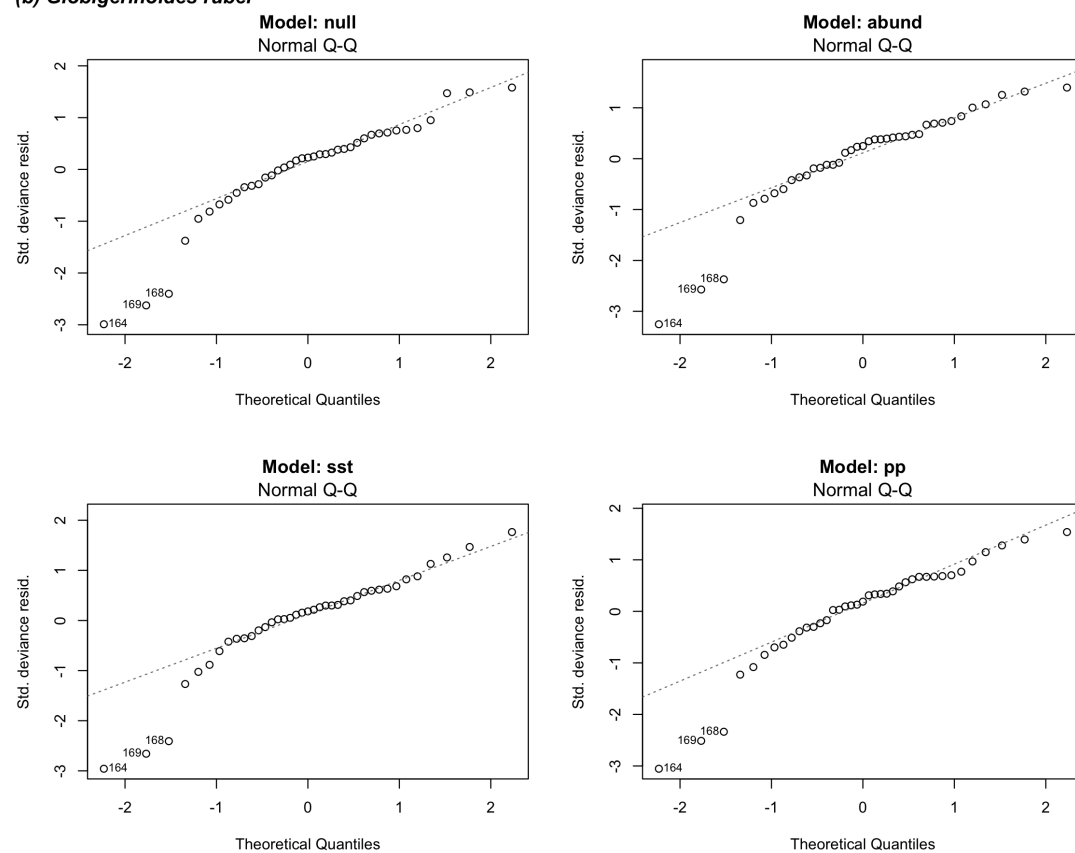 (b) Globigerinoides ruber
Model: null
Normal Q-Q
Std. deviance resid.
2
1
0
-1
-2
-3
168
169
164
-2 -1 0 1 2
Theoretical Quantiles
Model: abund
Normal Q-Q
Std. deviance resid.
1
0
-1
-2
-3
168
169
164
-2 -1 0 1 2
Theoretical Quantiles
Model: sst
Normal Q-Q
Std. deviance resid.
2
1
0
-1
-2
-3
168
169
164
-2 -1 0 1 2
Theoretical Quantiles
Model: pp
Normal Q-Q
Std. deviance resid.
2
1
0
-1
-2
-3
168
169
164
-2 -1 0 1 2
Theoretical Quantiles